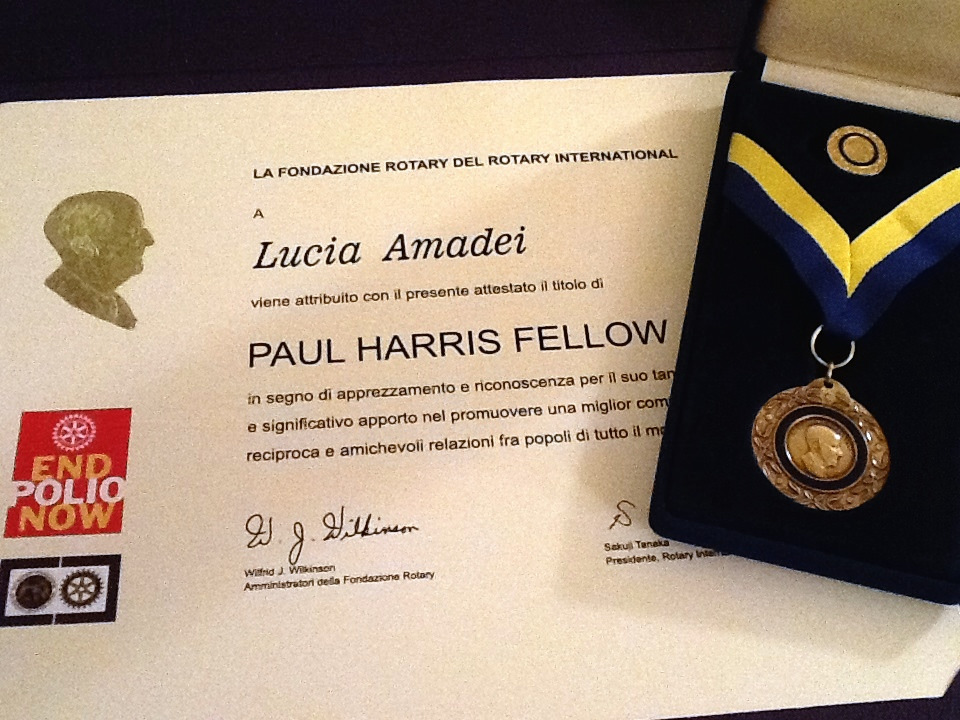 LA FONDAZIONE ROTARY DEL ROTARY INTERNATIONAL
A
Lucia Amadei
viene attribuito con il presente attestato il titolo di
PAUL HARRIS FELLOW
in segno di apprezzamento e riconoscenza per il suo
e significativo apporto nel promuovere una miglior
reciproca e amichevoli relazioni fra popoli di tutto il
END
POLIO
NOW
W. J. Wilkinson
Wilfrid J. Wilkinson
Amministratori della Fondazione Rotary
S
Sakuji Tanaka
Presidente, Rotary